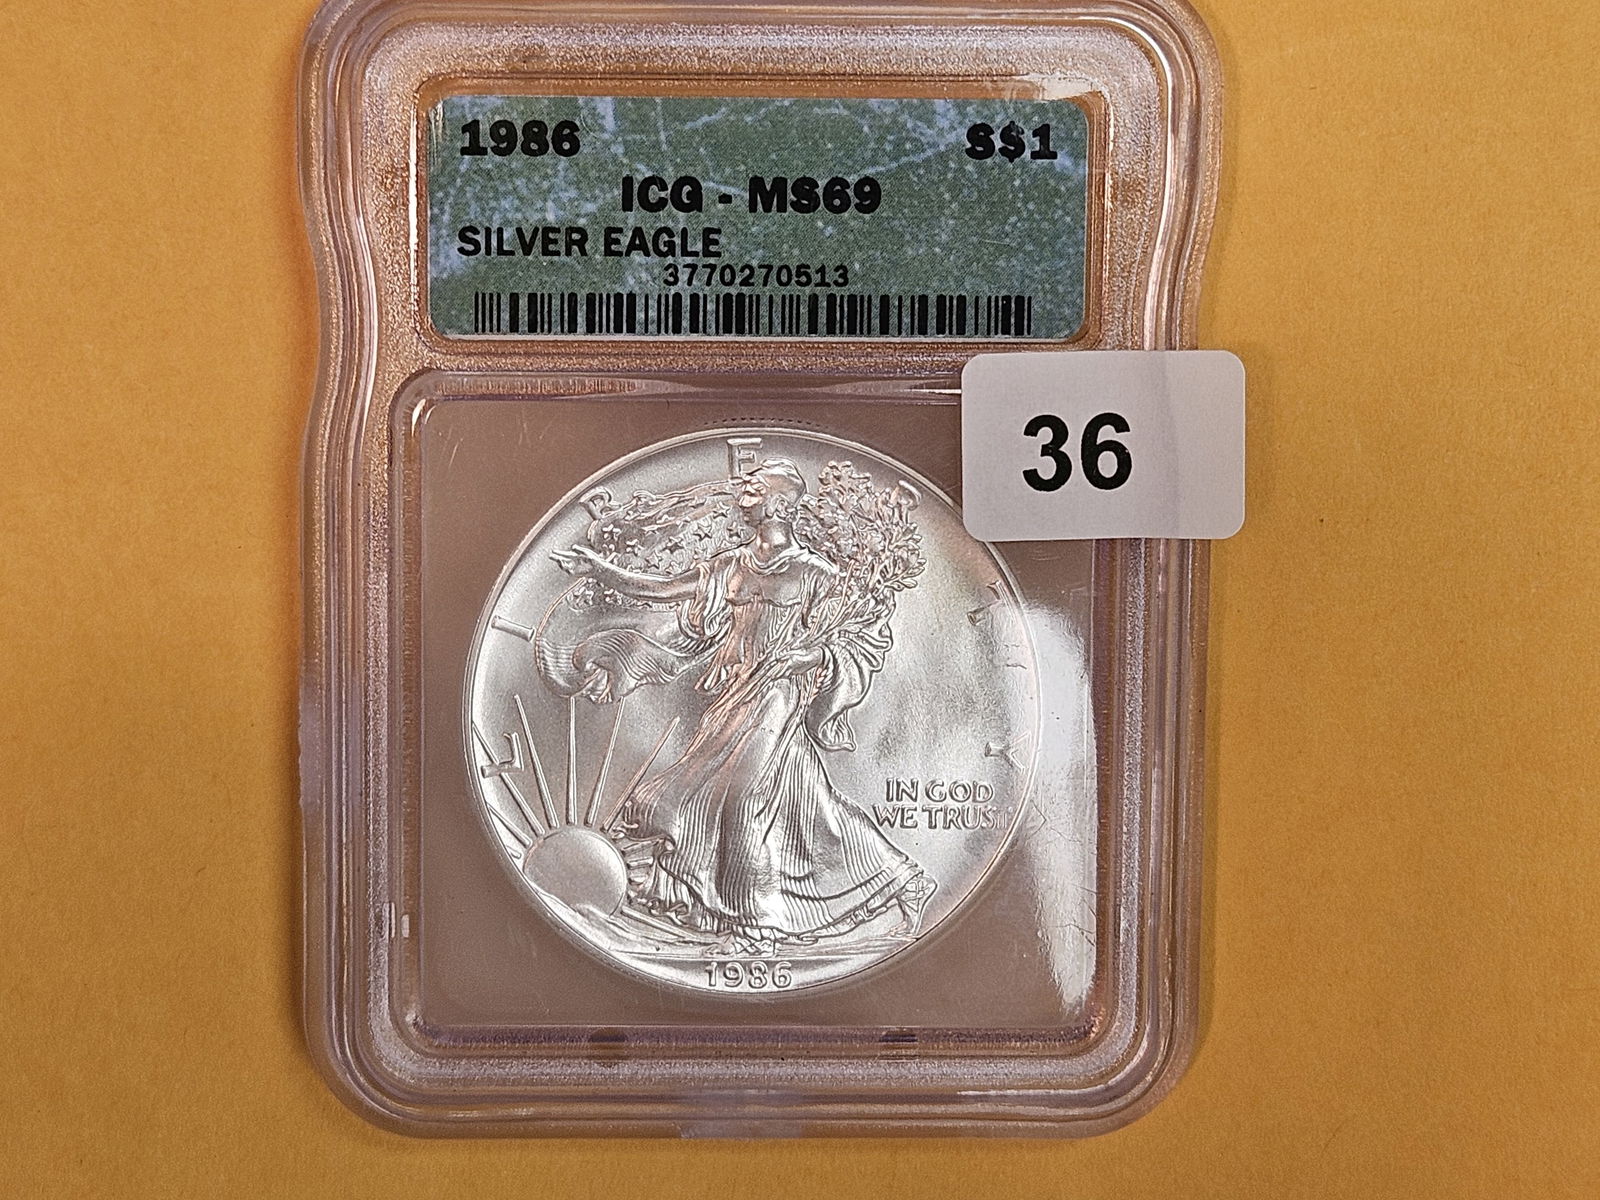 1986 S$1
ICG - MS69
SILVER EAGLE
3770270513
36
LIBERTY
IN GOD
WE TRUST
1986